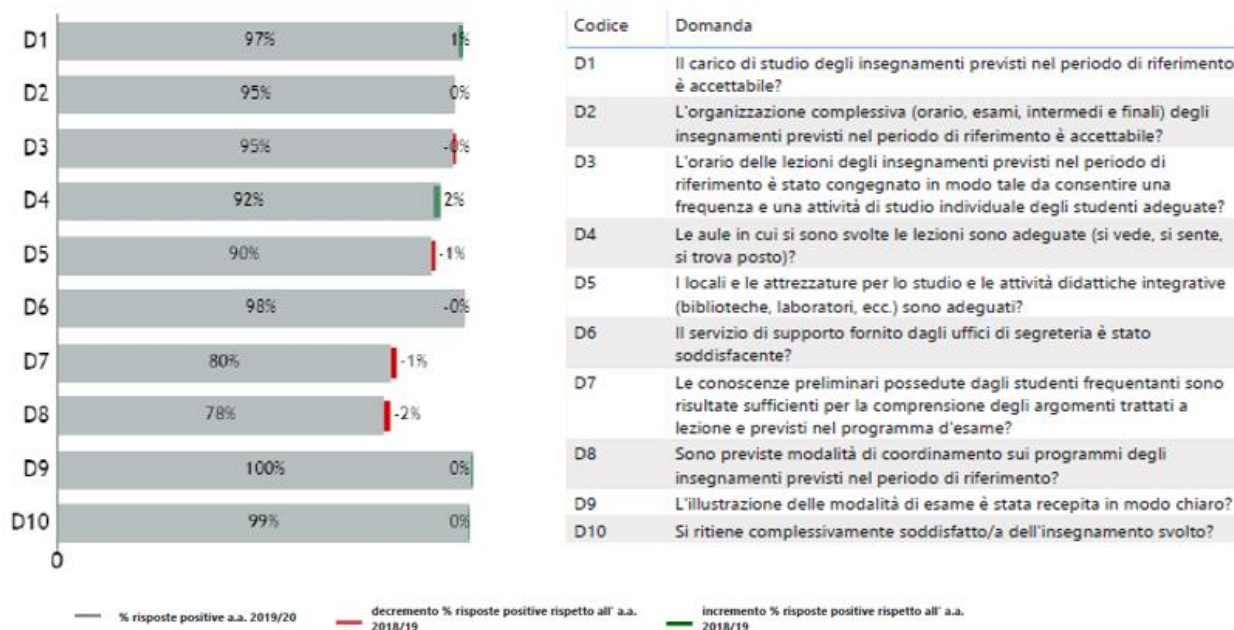 D1 97% 1%
D2 95% 0%
D3 95% -0%
D4 92% 2%
D5 90% -1%
D6 98% -0%
D7 80% -1%
D8 78% -2%
D9 100% 0%
D10 99% 0%
0
Codice Domanda
D1 Il carico di studio degli insegnamenti previsti nel periodo di riferimento
è accettabile?
D2 L'organizzazione complessiva (orario, esami, intermedi e finali) degli
insegnamenti previsti nel periodo di riferimento è accettabile?
D3 L'orario delle lezioni degli insegnamenti previsti nel periodo di
riferimento è stato congegnato in modo tale da consentire una
frequenza e una attività di studio individuale degli studenti adeguate?
D4 Le aule in cui si sono svolte le lezioni sono adeguate (si vede, si sente,
si trova posto)?
D5 I locali e le attrezzature per lo studio e le attività didattiche integrative
(biblioteche, laboratori, ecc.) sono adeguati?
D6 Il servizio di supporto fornito dagli uffici di segreteria è stato
soddisfacente?
D7 Le conoscenze preliminari possedute dagli studenti frequentanti sono
risultate sufficienti per la comprensione degli argomenti trattati a
lezione e previsti nel programma d'esame?
D8 Sono previste modalità di coordinamento sui programmi degli
insegnamenti previsti nel periodo di riferimento?
D9 L'illustrazione delle modalità di esame è stata recepita in modo chiaro?
D10 Si ritiene complessivamente soddisfatto/a dell'insegnamento svolto?
% risposte positive a.a. 2019/20
decremento % risposte positive rispetto all' a.a.
2018/19
incremento % risposte positive rispetto all' a.a.
2018/19